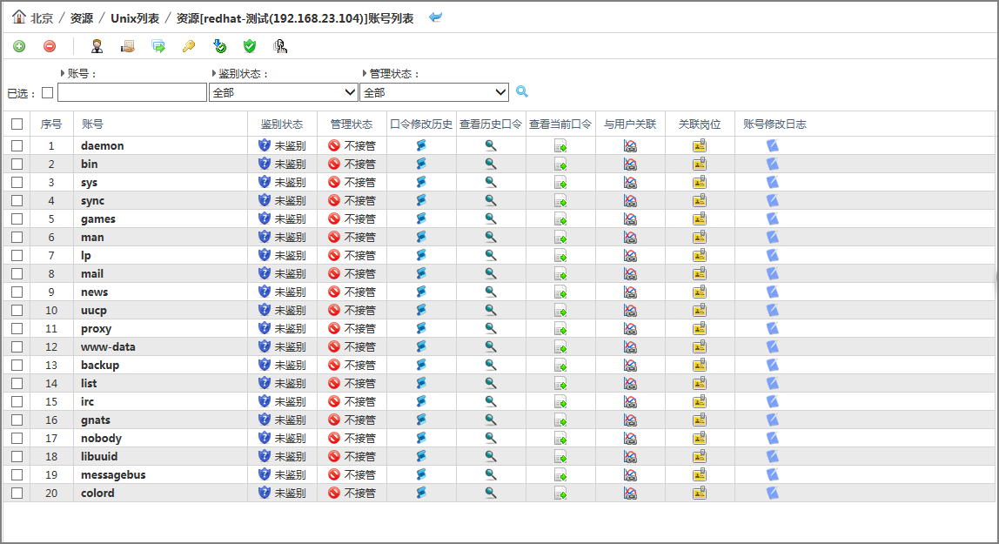 北京 / 资源 / Unix列表 / 资源[redhat-测试(192.168.23.104)]账号列表
账号： 鉴别状态： 管理状态：
已选： 全部 全部
序号 账号 鉴别状态 管理状态 口令修改历史 查看历史口令 查看当前口令 与用户关联 关联岗位 账号修改日志
1 daemon 未鉴别 不接管
2 bin 未鉴别 不接管
3 sys 未鉴别 不接管
4 sync 未鉴别 不接管
5 games 未鉴别 不接管
6 man 未鉴别 不接管
7 lp 未鉴别 不接管
8 mail 未鉴别 不接管
9 news 未鉴别 不接管
10 uucp 未鉴别 不接管
11 proxy 未鉴别 不接管
12 www-data 未鉴别 不接管
13 backup 未鉴别 不接管
14 list 未鉴别 不接管
15 irc 未鉴别 不接管
16 gnats 未鉴别 不接管
17 nobody 未鉴别 不接管
18 libuuid 未鉴别 不接管
19 messagebus 未鉴别 不接管
20 colord 未鉴别 不接管